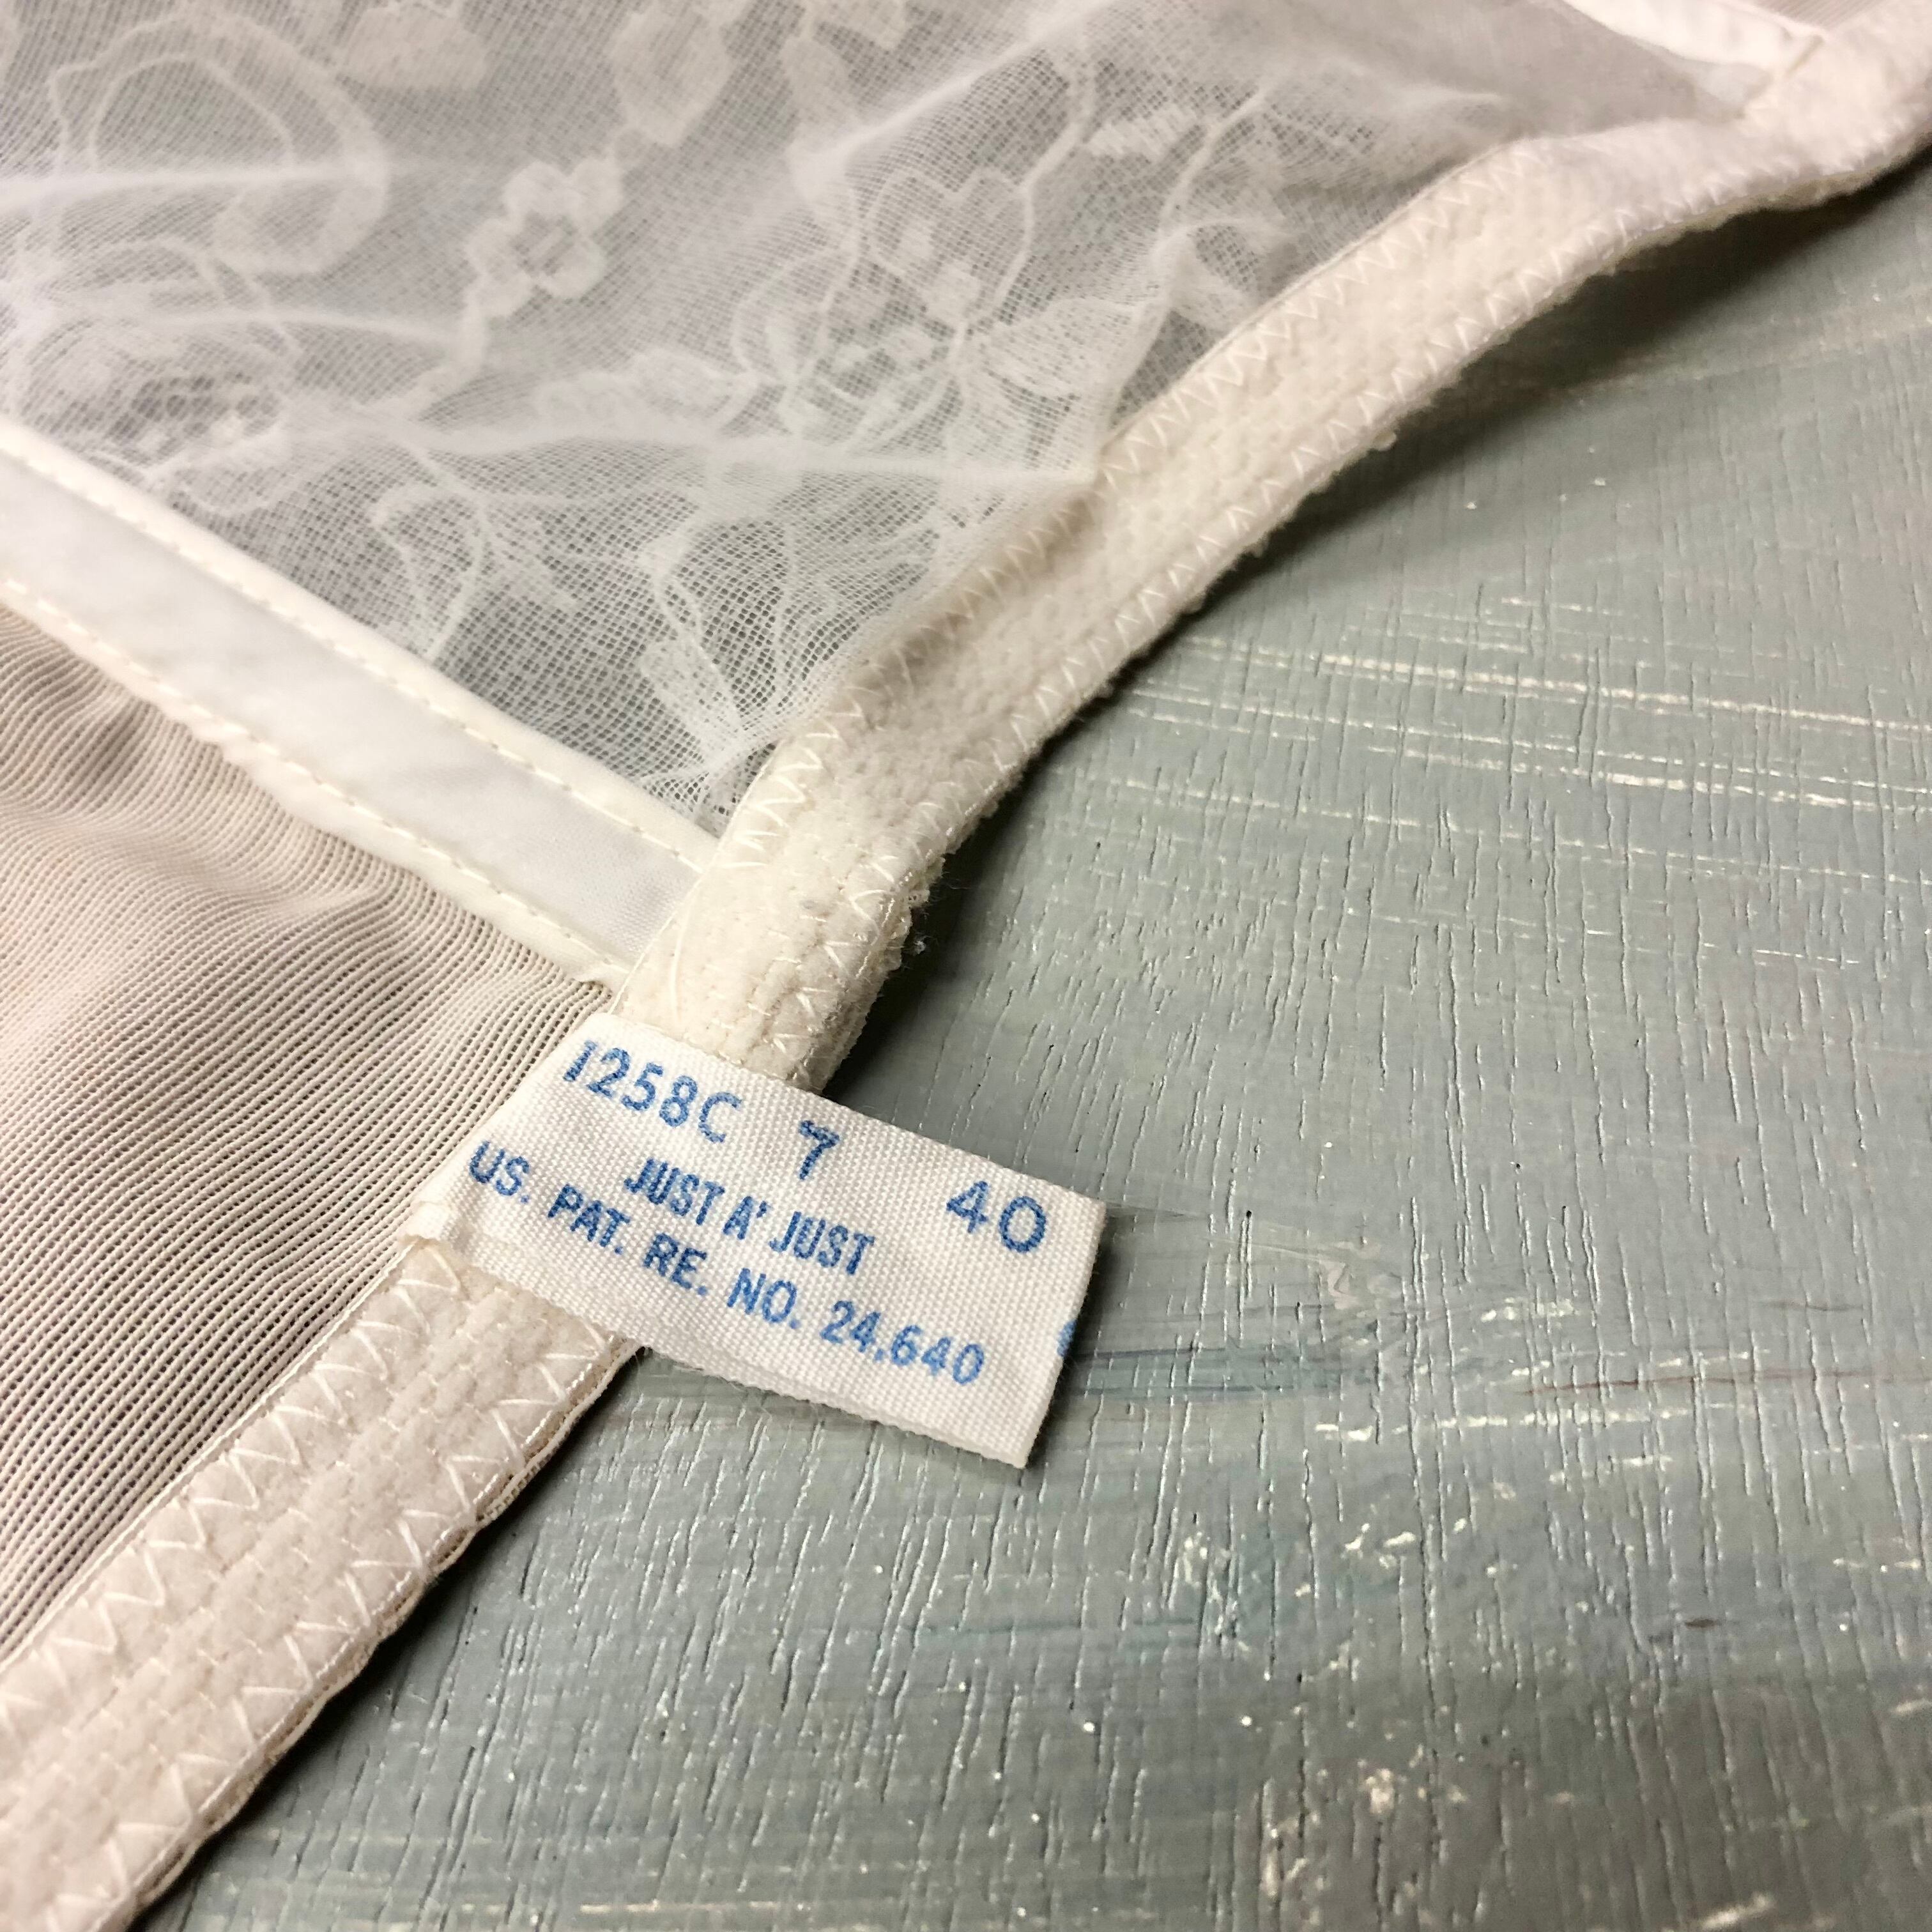 1258C 7 40
JUST A' JUST
US. PAT. RE. NO. 24,640